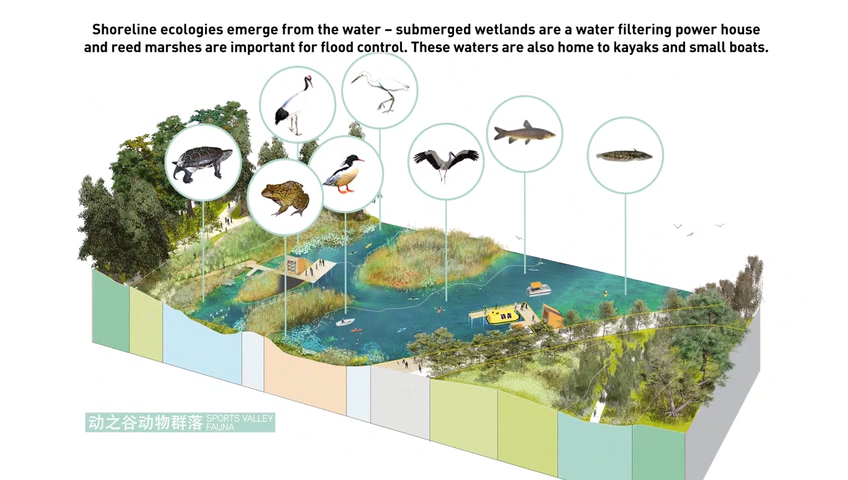 Shoreline ecologies emerge from the water – submerged wetlands are a water filtering power house
and reed marshes are important for flood control. These waters are also home to kayaks and small boats.
动之谷动物群落
SPORTS VALLEY
FAUNA